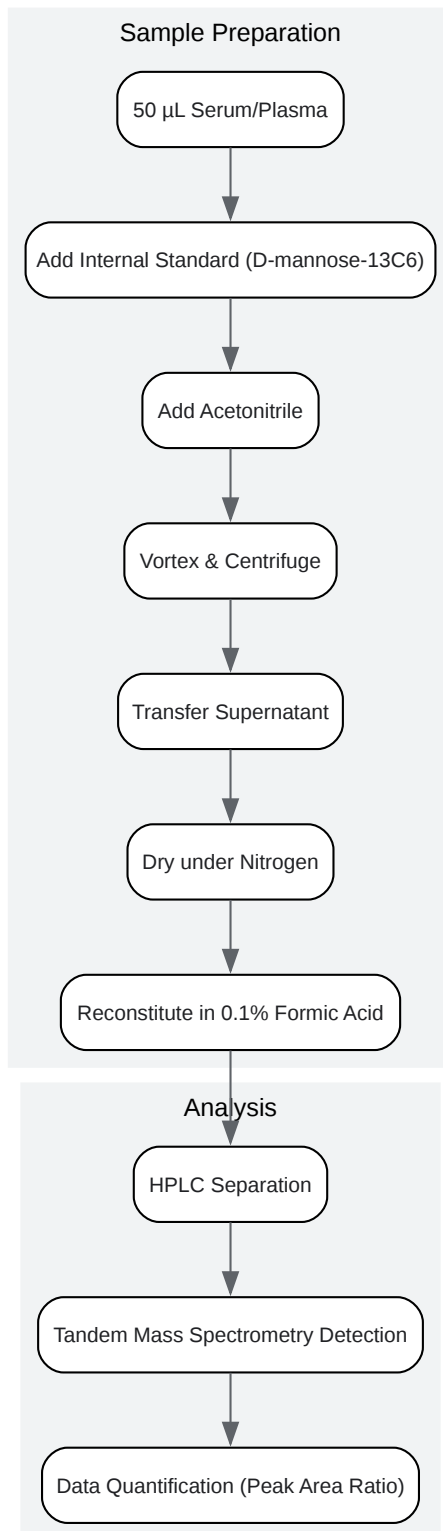 Sample Preparation
50 µL Serum/Plasma
Add Internal Standard (D-mannose-13C6)
Add Acetonitrile
Vortex & Centrifuge
Transfer Supernatant
Dry under Nitrogen
Reconstitute in 0.1% Formic Acid
Analysis
HPLC Separation
Tandem Mass Spectrometry Detection
Data Quantification (Peak Area Ratio)